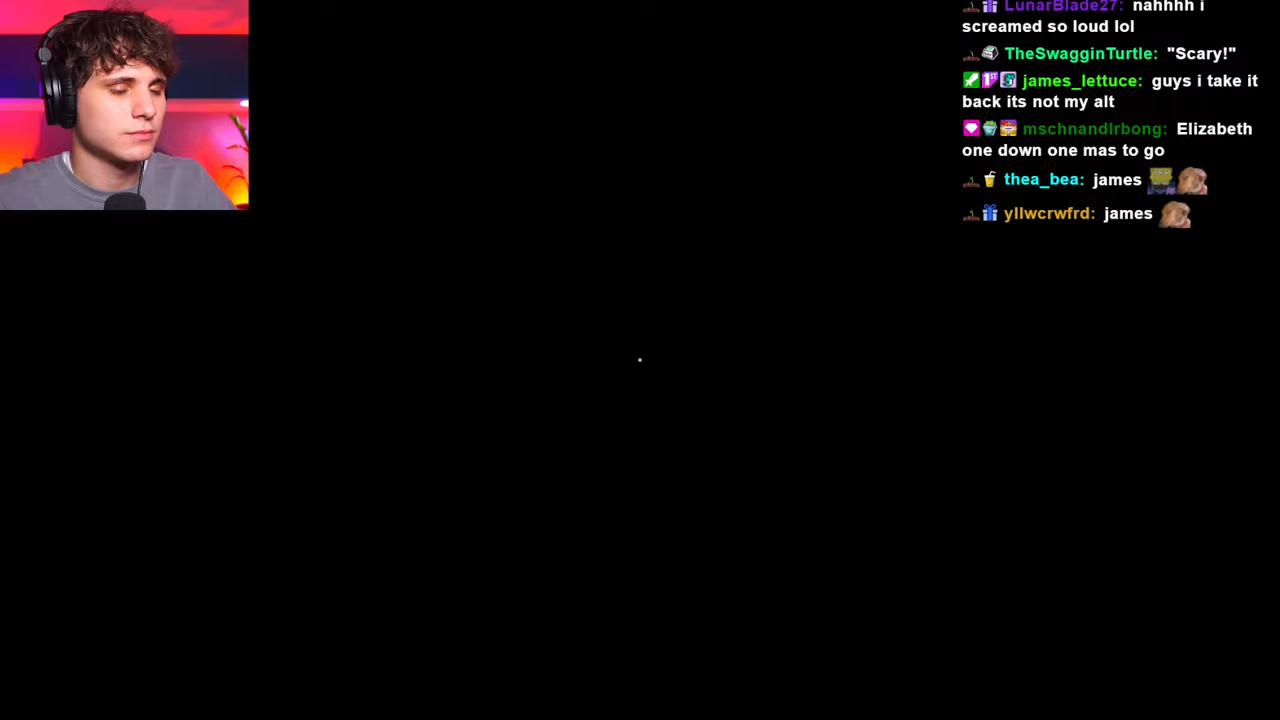 LunarBlade27: nahhhh i
screamed so loud lol
TheSwagginTurtle: "Scary!"
james_lettuce: guys i take it
back its not my alt
mschnandlrbong: Elizabeth
one down one mas to go
thea_bea: james
yllwcrwfrd: james